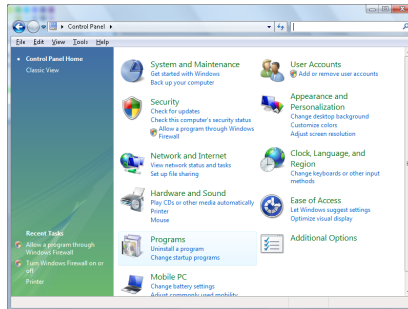 Control Panel
File Edit View Tools Help
Control Panel Home
Classic View
System and Maintenance
Get started with Windows
Back up your computer
Security
Check for updates
Check this computer's security status
Allow a program through Windows
Firewall
Network and Internet
View network status and tasks
Set up file sharing
Hardware and Sound
Play CDs or other media automatically
Printer
Mouse
Programs
Uninstall a program
Change startup programs
Mobile PC
Change battery settings
Adjust commonly used mobility
User Accounts
Add or remove user accounts
Appearance and
Personalization
Change desktop background
Customize colors
Adjust screen resolution
Clock, Language, and
Region
Change keyboards or other input
methods
Ease of Access
Let Windows suggest settings
Optimize visual display
Additional Options
Recent Tasks
Allow a program through
Windows Firewall
Turn Windows Firewall on or
off
Printer